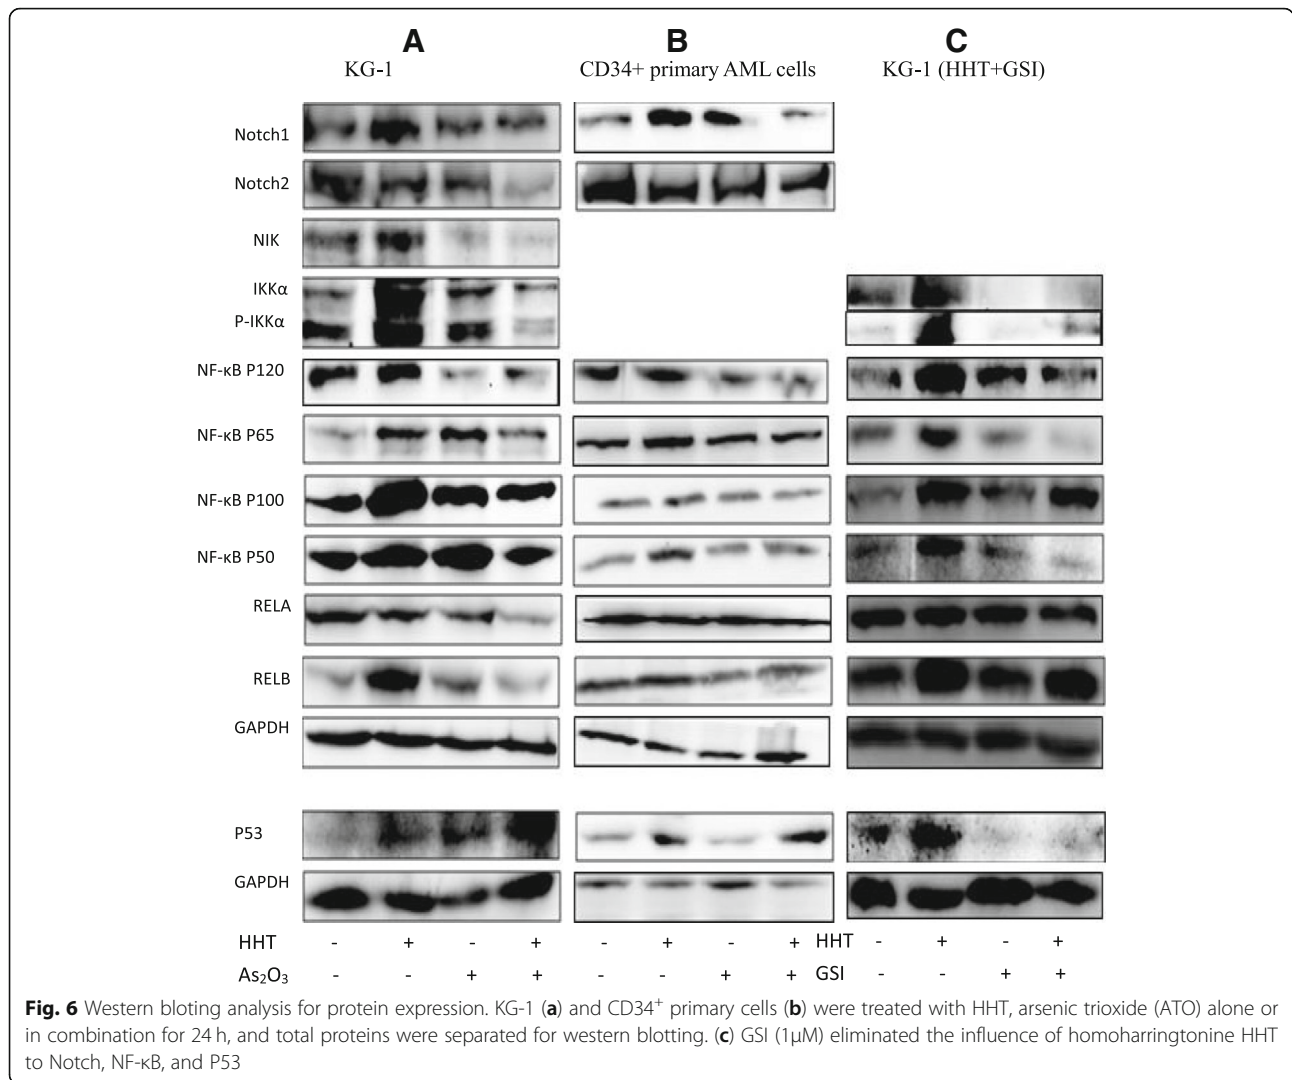 A B C
KG-1 CD34+ primary AML cells KG-1 (HHT+GSI)
Notch1
Notch2
NIK
IKKα
P-IKKα
NF-κB P120
NF-κB P65
NF-κB P100
NF-κB P50
RELA
RELB
GAPDH
P53
GAPDH
HHT - + - + - + - + HHT - + - +
As₂O₃ - - + + - - + + GSI - - + +
Fig. 6 Western bloting analysis for protein expression. KG-1 (a) and CD34⁺ primary cells (b) were treated with HHT, arsenic trioxide (ATO) alone or
in combination for 24 h, and total proteins were separated for western blotting. (c) GSI (1μM) eliminated the influence of homoharringtonine HHT
to Notch, NF-κB, and P53